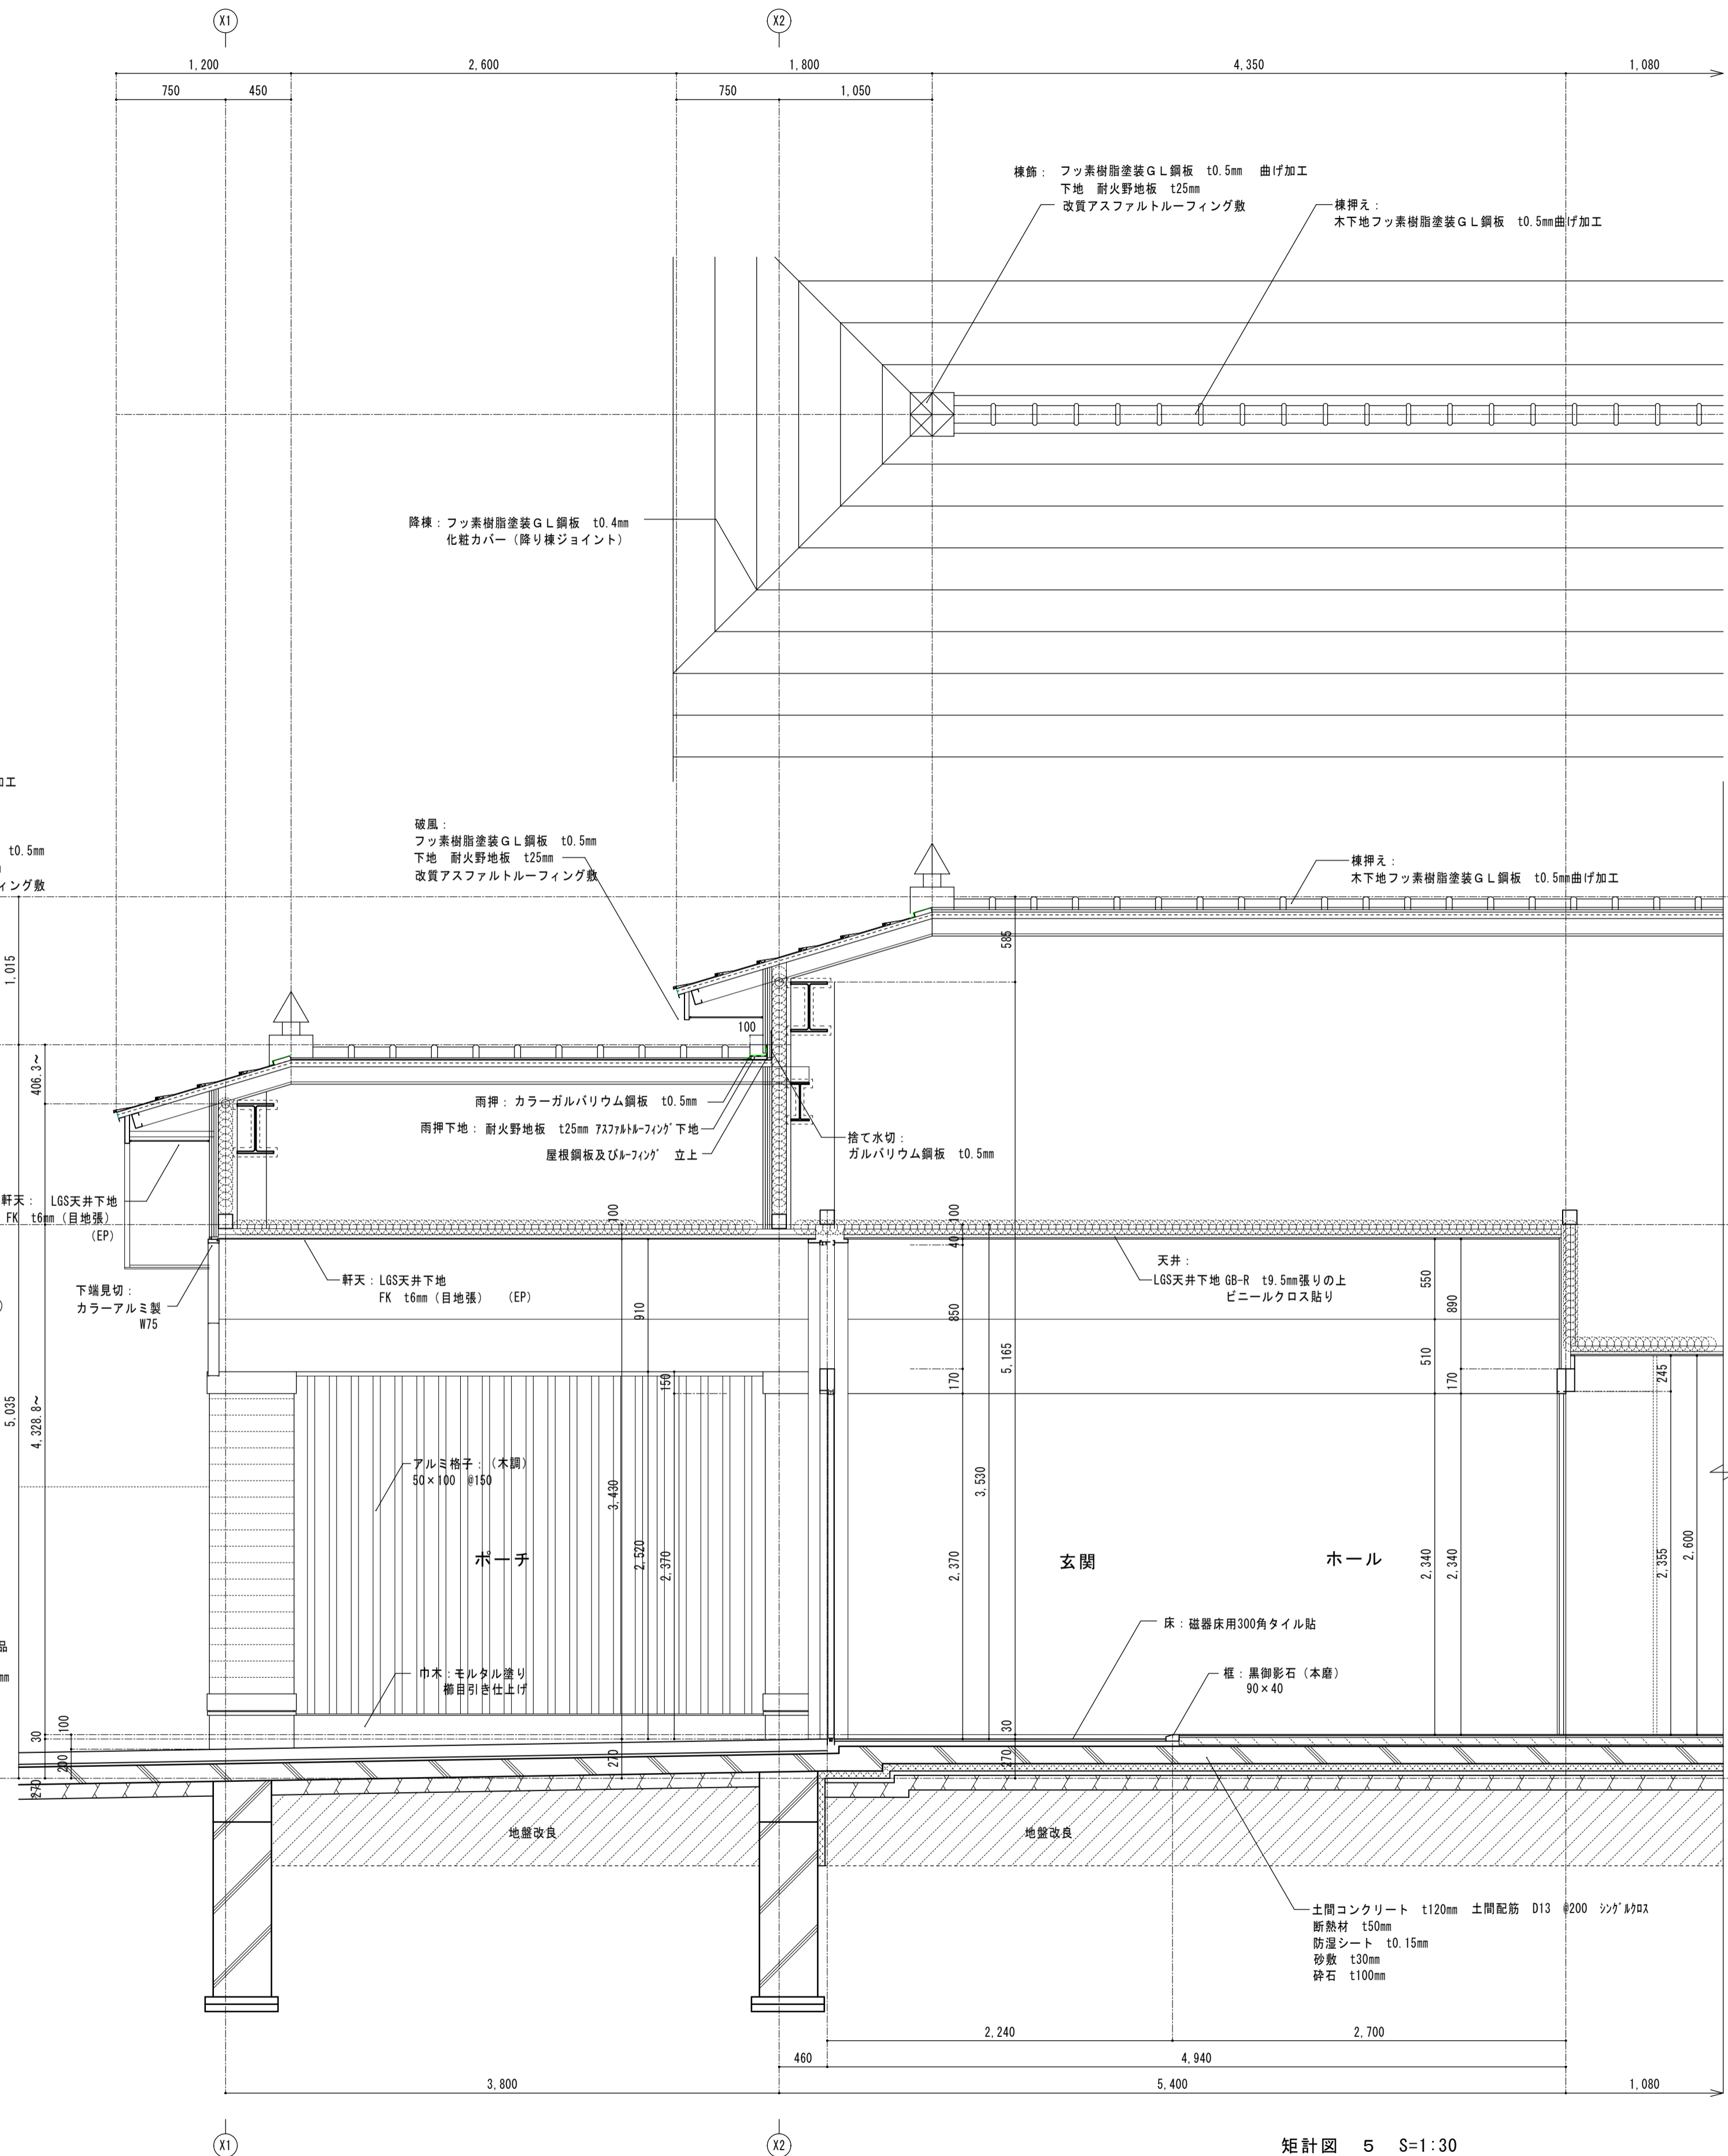 X1
X2
1,200
2,600
1,800
4,350
1,080
750
450
750
1,050
棟飾： フッ素樹脂塗装ＧＬ鋼板 t0.5mm 曲げ加工
下地 耐火野地板 t25mm
改質アスファルトルーフィング敷
棟押え：
木下地フッ素樹脂塗装ＧＬ鋼板 t0.5mm曲げ加工
降棟：フッ素樹脂塗装ＧＬ鋼板 t0.4mm
化粧カバー（降り棟ジョイント）
加工
t0.5mm
ィング敷
破風：
フッ素樹脂塗装ＧＬ鋼板 t0.5mm
下地 耐火野地板 t25mm
改質アスファルトルーフィング敷
棟押え：
木下地フッ素樹脂塗装ＧＬ鋼板 t0.5mm曲げ加工
1,015
585
100
406.3~
雨押：カラーガルバリウム鋼板 t0.5mm
雨押下地：耐火野地板 t25mm ｱｽﾌｧﾙﾄﾙｰﾌｨﾝｸﾞ下地
屋根鋼板及びﾙｰﾌｨﾝｸﾞ 立上
捨て水切：
ガルバリウム鋼板 t0.5mm
軒天： LGS天井下地
FK t6mm（目地張）
（EP）
100
100
40
下端見切：
カラーアルミ製
W75
軒天：LGS天井下地
FK t6mm（目地張） （EP）
天井：
LGS天井下地 GB-R t9.5mm張りの上
ビニールクロス貼り
910
850
550
890
5,165
510
170
150
170
245
5,035
4,328.8~
アルミ格子：（木調）
50×100 @150
3,430
3,530
2,520
2,370
2,370
2,340
2,340
2,355
2,600
ポーチ
玄関
ホール
床：磁器床用300角タイル貼
品
mm
巾木：モルタル塗り
櫛目引き仕上げ
框：黒御影石（本磨）
90×40
30
100
200
270
270
30
270
地盤改良
地盤改良
土間コンクリート t120mm 土間配筋 D13 @200 ｼﾝｸﾞﾙｸﾛｽ
断熱材 t50mm
防湿シート t0.15mm
砂敷 t30mm
砕石 t100mm
2,240
2,700
460
4,940
3,800
5,400
1,080
X1
X2
矩計図 5 S=1:30